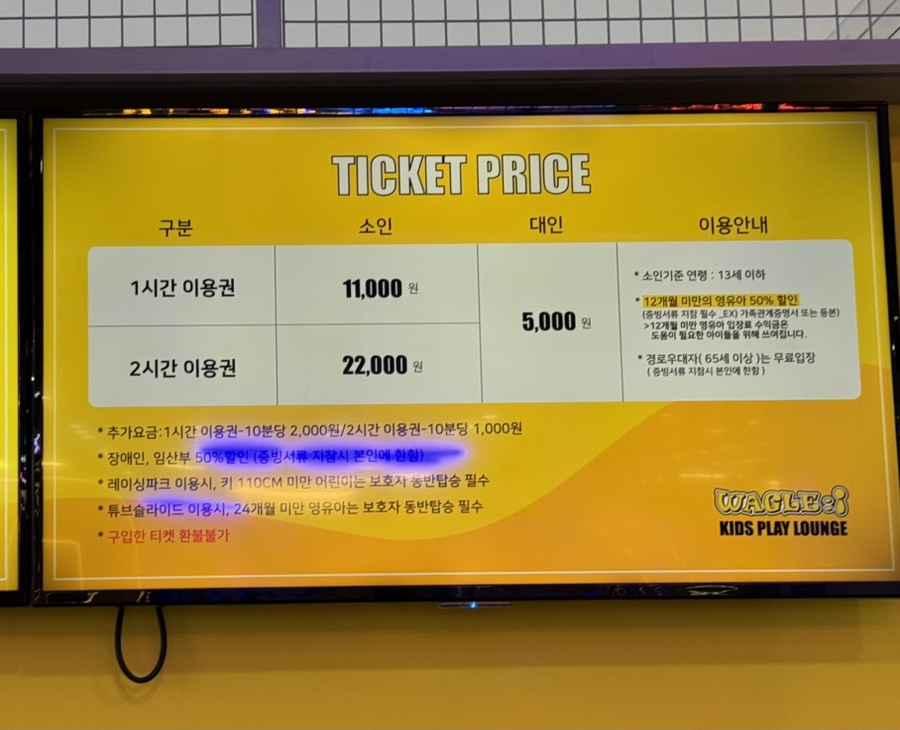 TICKET PRICE
구분 소인 대인 이용안내
1시간 이용권 11,000 원
2시간 이용권 22,000 원
5,000 원
* 소인기준 연령 : 13세 이하
* 12개월 미만의 영유아 50% 할인
(증빙서류 지참 필수 _EX) 가족관계증명서 또는 등본)
>12개월 미만 영유아 입장료 수익금은
도움이 필요한 아이들을 위해 쓰여집니다.
* 경로우대자( 65세 이상 )는 무료입장
( 증빙서류 지참시 본인에 한함 )
* 추가요금:1시간 이용권-10분당 2,000원/2시간 이용권-10분당 1,000원
* 장애인, 임산부 50%할인 (증빙서류 지참시 본인에 한함)
* 레이싱파크 이용시, 키 110CM 미만 어린이는 보호자 동반탑승 필수
* 튜브슬라이드 이용시, 24개월 미만 영유아는 보호자 동반탑승 필수
* 구입한 티켓 환불불가
WAGLE:&I
KIDS PLAY LOUNGE